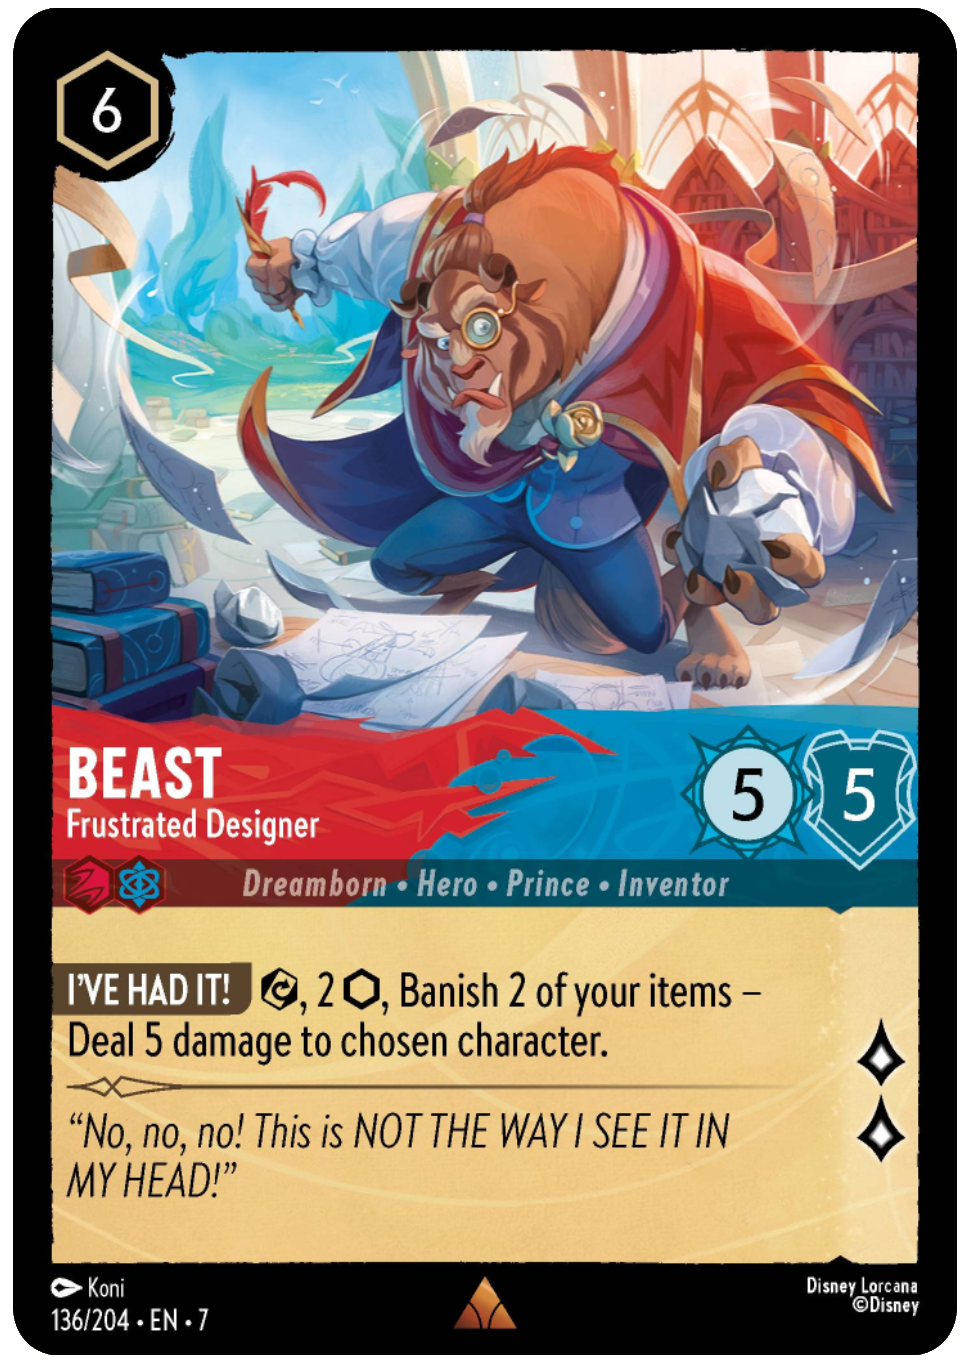 6
BEAST
Frustrated Designer
5
5
Dreamborn • Hero • Prince • Inventor
I'VE HAD IT! , 2 , Banish 2 of your items –
Deal 5 damage to chosen character.
“No, no, no! This is NOT THE WAY I SEE IT IN
MY HEAD!”
Koni
136/204 • EN • 7
Disney Lorcana
©Disney